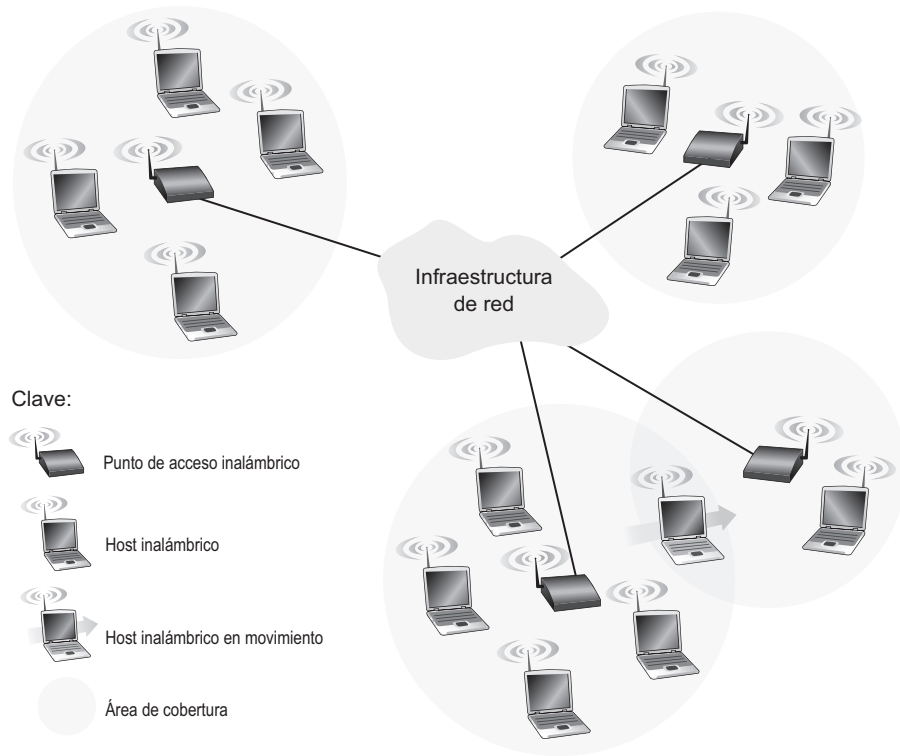 Infraestructura
de red
Clave:
Punto de acceso inalámbrico
Host inalámbrico
Host inalámbrico en movimiento
Área de cobertura